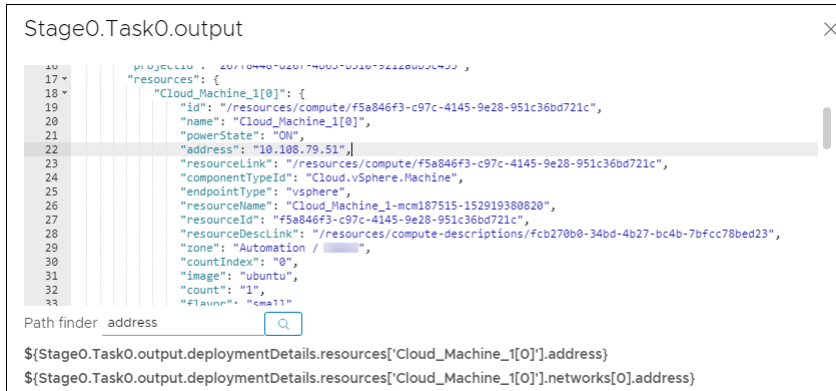 Stage0.Task0.output
17 "resources": {
18 "Cloud_Machine_1[0]": {
19 "id": "/resources/compute/f5a846f3-c97c-4145-9e28-951c36bd721c",
20 "name": "Cloud_Machine_1[0]",
21 "powerState": "ON",
22 "address": "10.108.79.51",
23 "resourceLink": "/resources/compute/f5a846f3-c97c-4145-9e28-951c36bd721c",
24 "componentTypeId": "Cloud.vSphere.Machine",
25 "endpointType": "vsphere",
26 "resourceName": "Cloud_Machine_1-mcm187515-152919380820",
27 "resourceId": "f5a846f3-c97c-4145-9e28-951c36bd721c",
28 "resourceDescLink": "/resources/compute-descriptions/fcb270b0-34bd-4b27-bc4b-7bfcc78bed23",
29 "zone": "Automation / ",
30 "countIndex": "0",
31 "image": "ubuntu",
32 "count": "1",
33 "flavor": "small"
Path finder address
${Stage0.Task0.output.deploymentDetails.resources['Cloud_Machine_1[0]'].address}
${Stage0.Task0.output.deploymentDetails.resources['Cloud_Machine_1[0]'].networks[0].address}